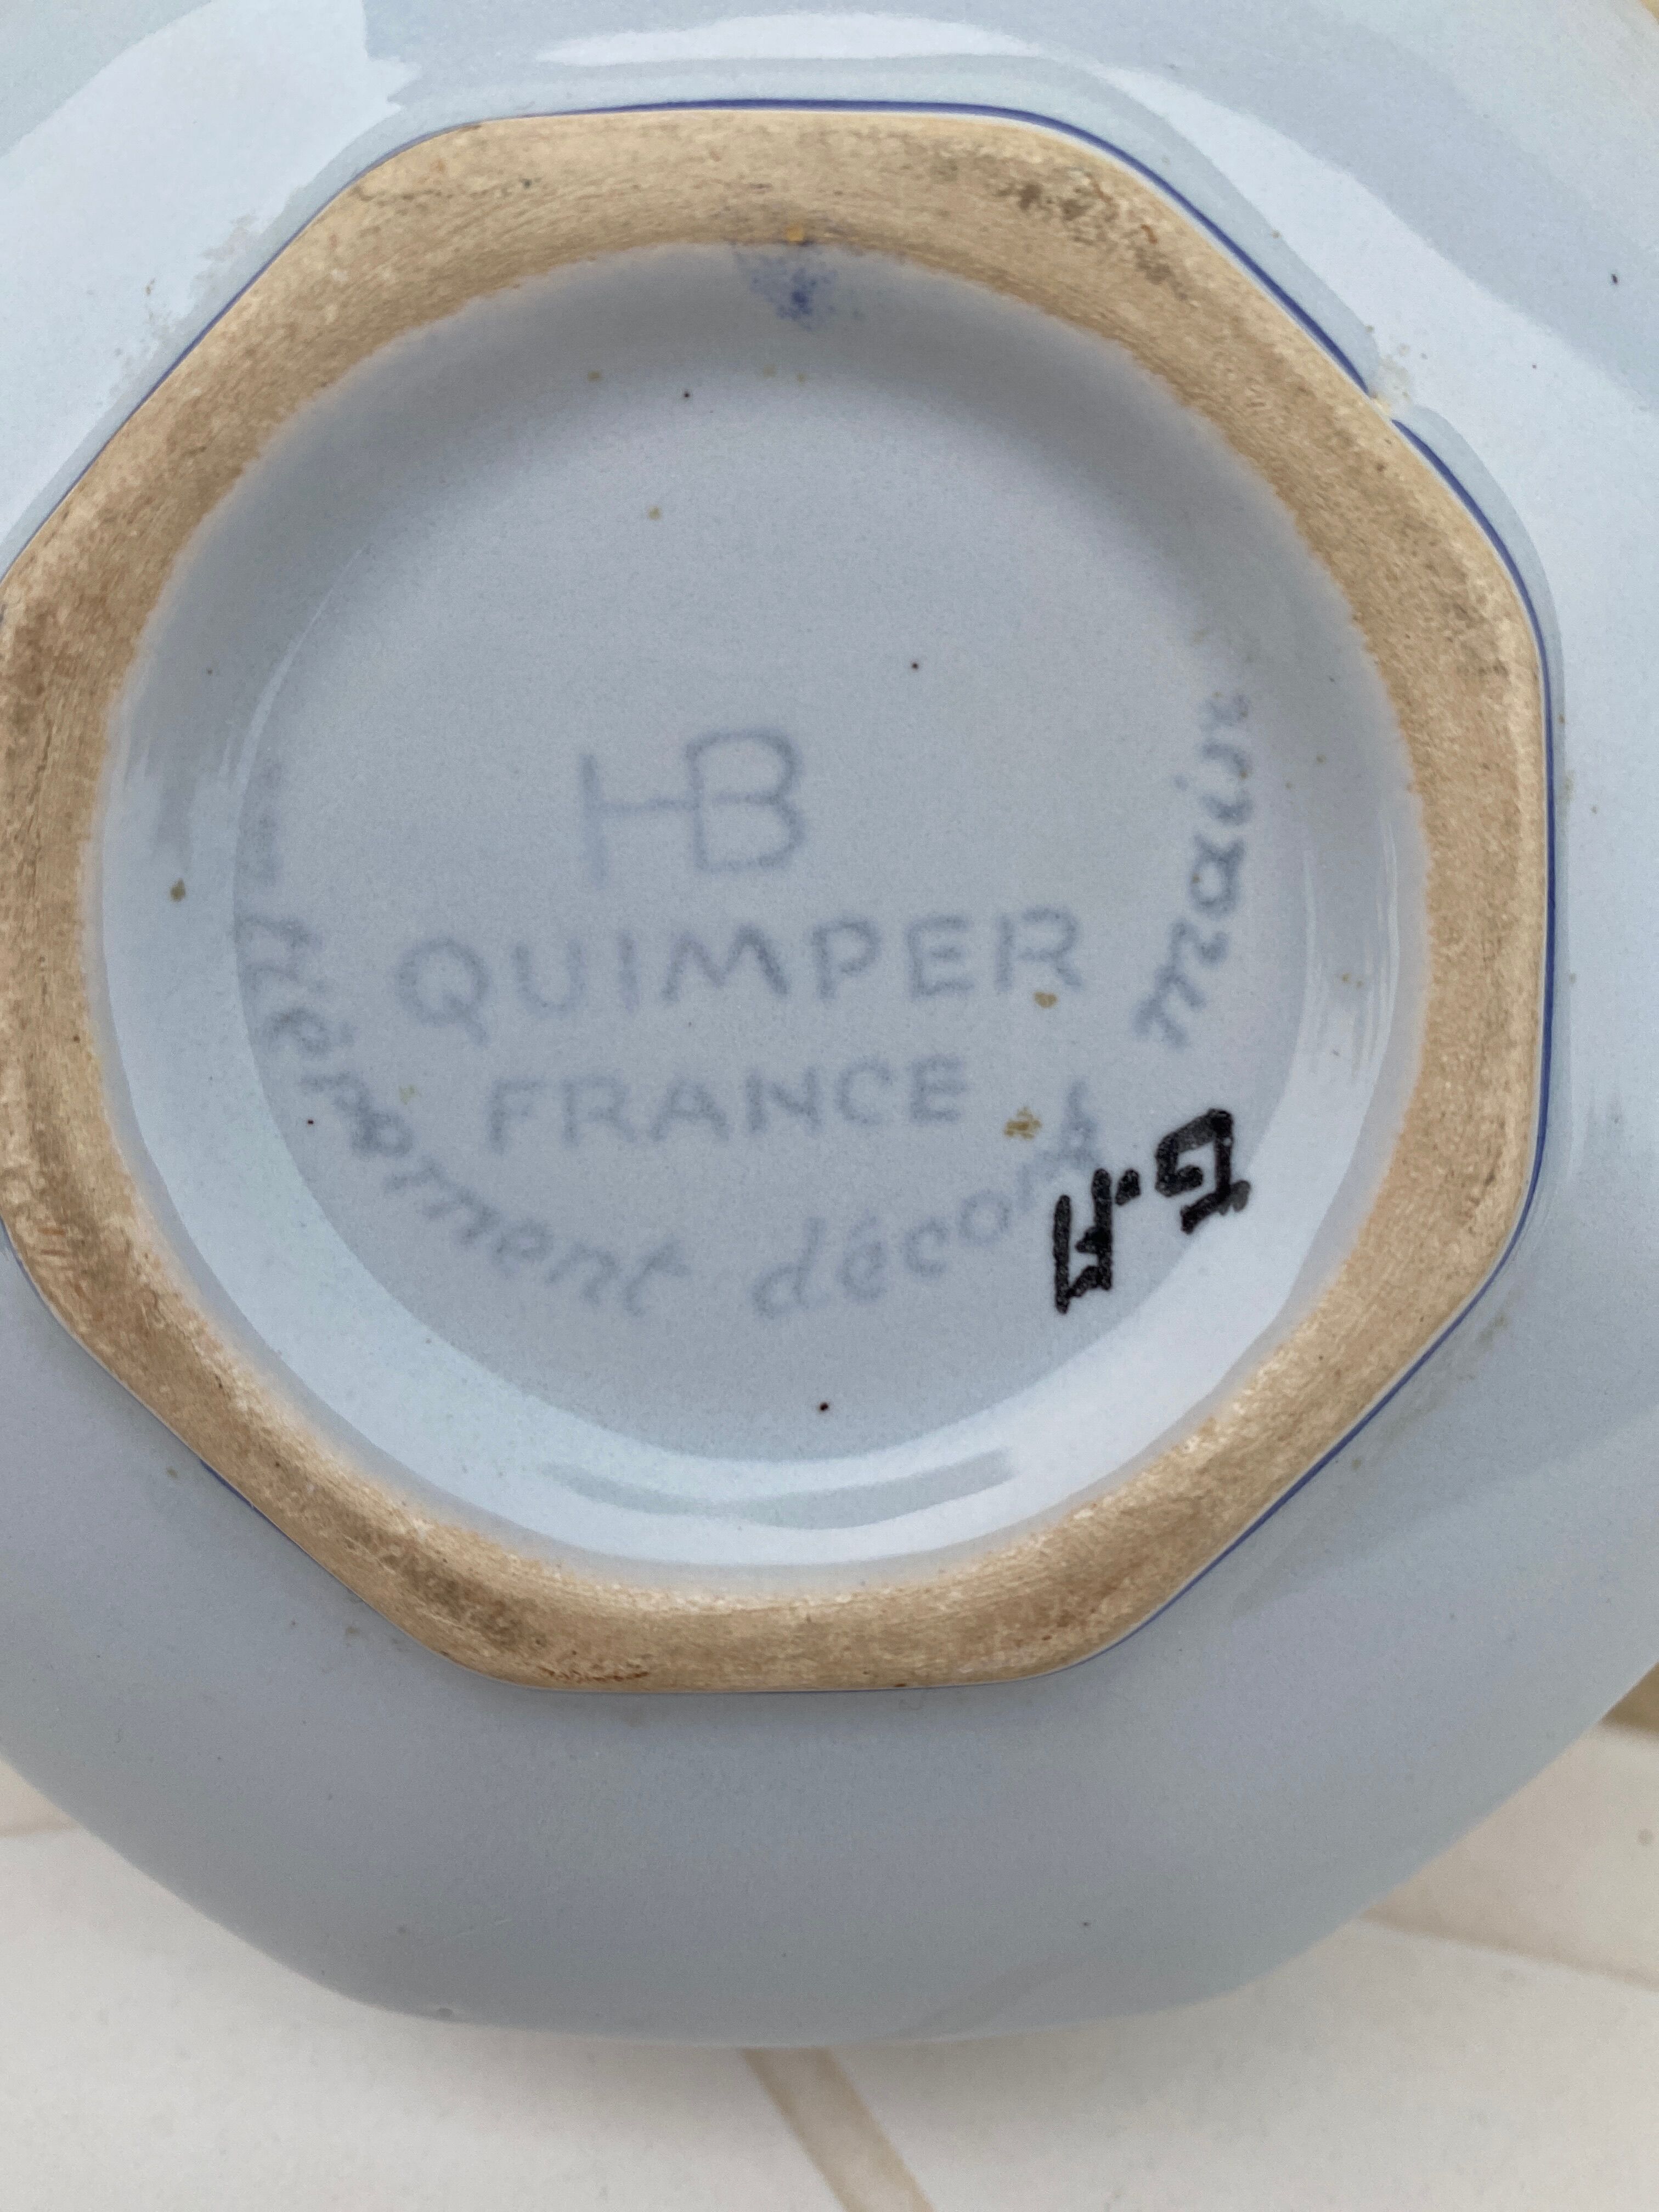 HB
QUIMPER
FRANCE
Entièrement décoré main
G.A